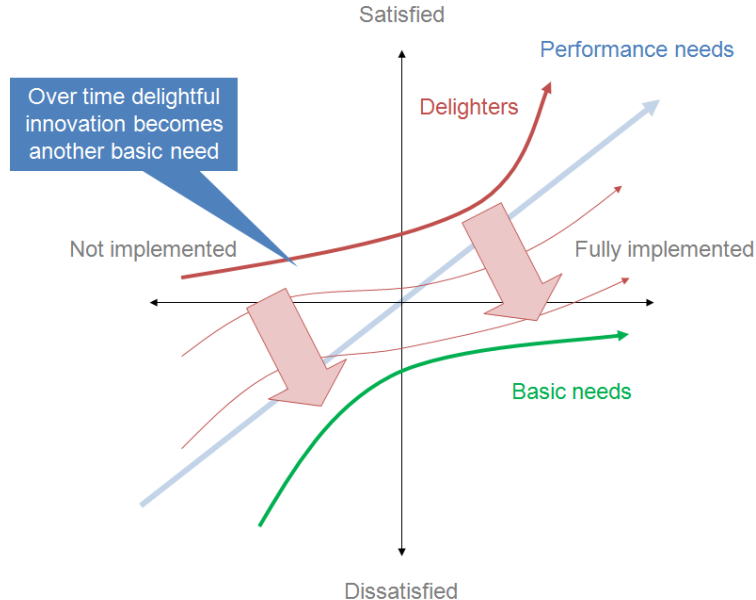 Satisfied
Performance needs
Over time delightful
innovation becomes
another basic need
Delighters
Not implemented
Fully implemented
Basic needs
Dissatisfied